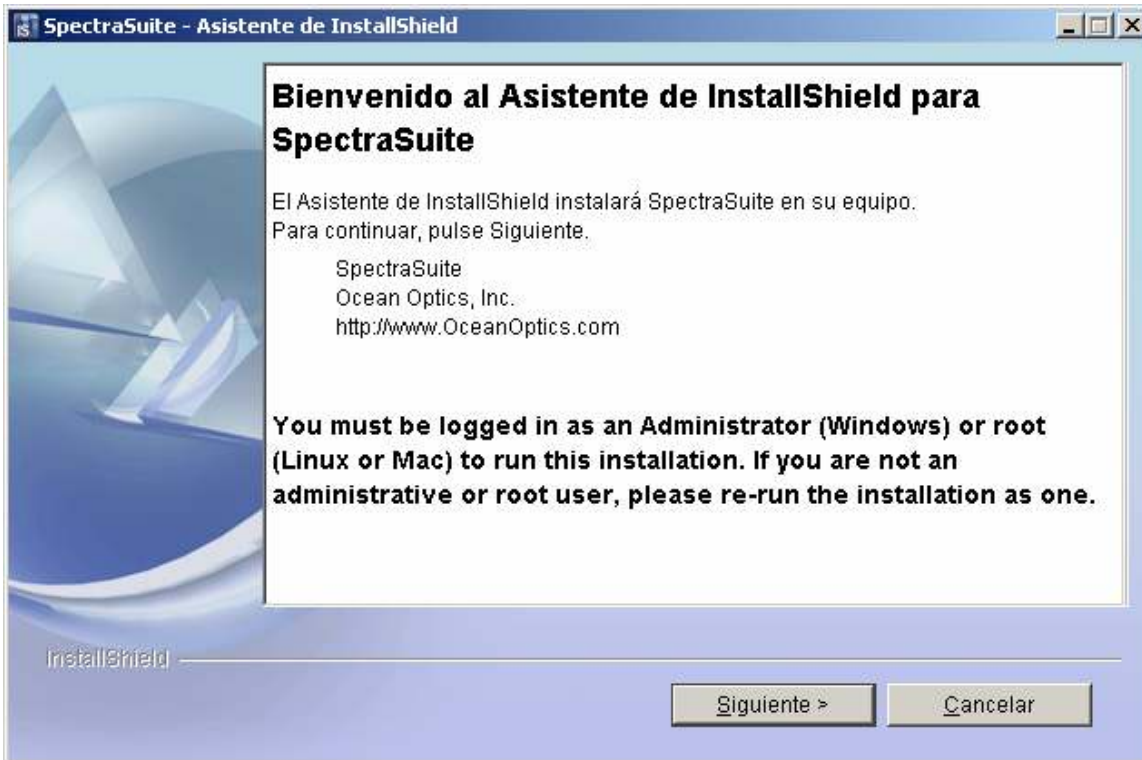 SpectraSuite - Asistente de InstallShield
Bienvenido al Asistente de InstallShield para
SpectraSuite
El Asistente de InstallShield instalará SpectraSuite en su equipo.
Para continuar, pulse Siguiente.
SpectraSuite
Ocean Optics, Inc.
http://www.OceanOptics.com
You must be logged in as an Administrator (Windows) or root
(Linux or Mac) to run this installation. If you are not an
administrative or root user, please re-run the installation as one.
InstallShield
Siguiente >
Cancelar